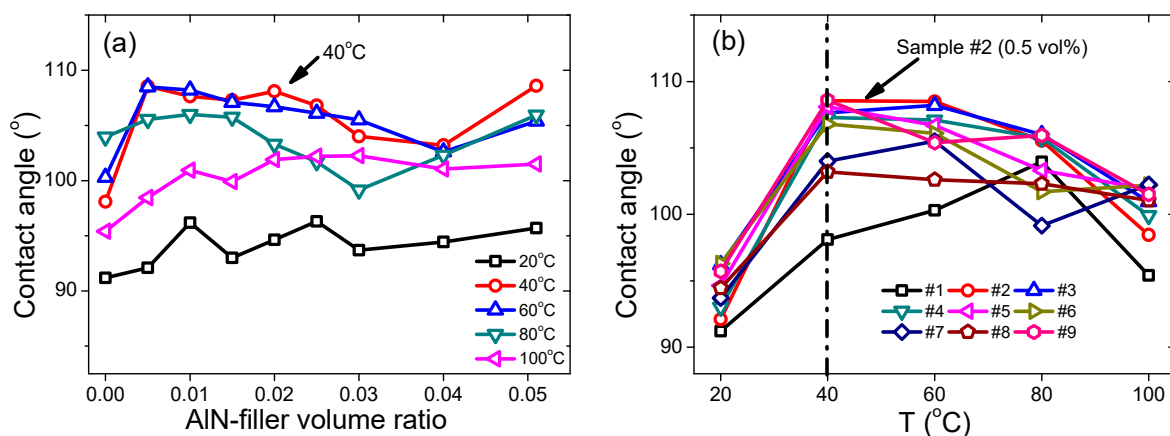 (a)
40°C
110
100
90
Contact angle (°)
20°C
40°C
60°C
80°C
100°C
0.00 0.01 0.02 0.03 0.04 0.05
AlN-filler volume ratio
(b)
Sample #2 (0.5 vol%)
110
100
90
Contact angle (°)
#1 #2 #3
#4 #5 #6
#7 #8 #9
20 40 60 80 100
T (°C)